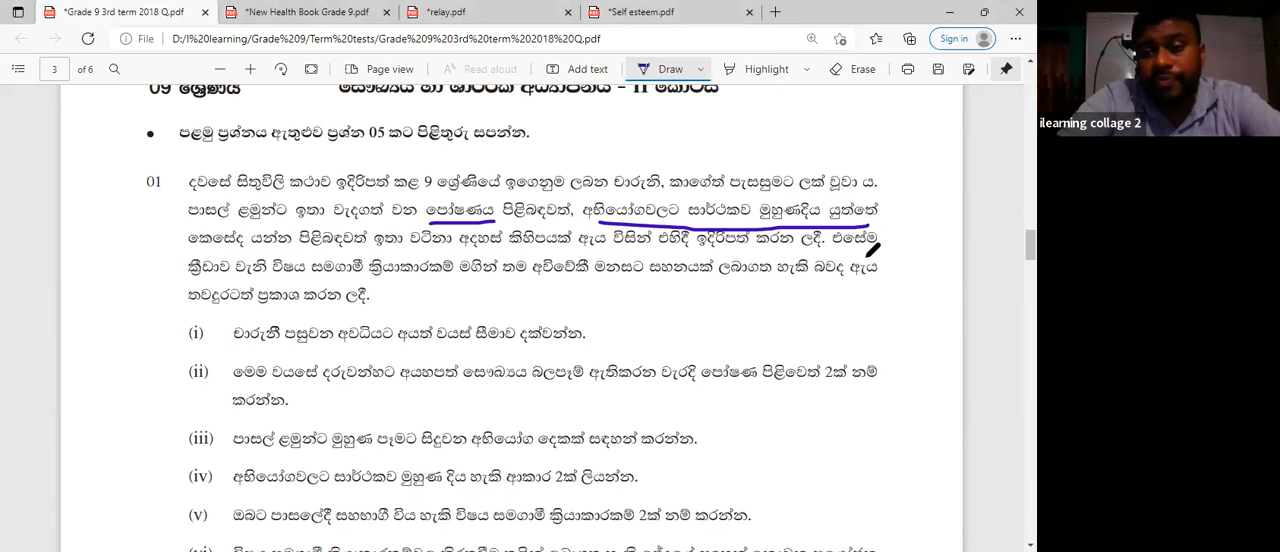 *Grade 9 3rd term 2018 Q.pdf
*New Health Book Grade 9.pdf
*relay.pdf
*Self esteem.pdf
File D:/I%20learning/Grade%209/Term%20tests/Grade%209%203rd%20term%202018%20Q.pdf
Sign in
3 of 6
Page view
Read aloud
Add text
Draw
Highlight
Erase
ilearning collage 2
09 ශ්‍රේණිය සෞඛ්‍යය හා ශාරීරික අධ්‍යාපනය - II කොටස
• පළමු ප්‍රශ්නය ඇතුළුව ප්‍රශ්න 05 කට පිළිතුරු සපන්න.
01 දවසේ සිතුවිලි කථාව ඉදිරිපත් කළ 9 ශ්‍රේණියේ ඉගෙනුම ලබන චාරුනි, කාගේත් පැසසුමට ලක් වූවා ය.
පාසල් ළමුන්ට ඉතා වැදගත් වන පෝෂණය පිළිබඳවත්, අභියෝගවලට සාර්ථකව මුහුණදිය යුත්තේ
කෙසේද යන්න පිළිබඳවත් ඉතා වටිනා අදහස් කිහිපයක් ඇය විසින් එහිදී ඉදිරිපත් කරන ලදී. එසේම
ක්‍රීඩාව වැනි විෂය සමගාමී ක්‍රියාකාරකම් මගින් තම අවිවේකී මනසට සහනයක් ලබාගත හැකි බවද ඇය
තවදුරටත් ප්‍රකාශ කරන ලදී.
(i) චාරුනී පසුවන අවධියට අයත් වයස් සීමාව දක්වන්න.
(ii) මෙම වයසේ දරුවන්හට අයහපත් සෞඛ්‍යය බලපෑම් ඇතිකරන වැරදි පෝෂණ පිළිවෙත් 2ක් නම්
කරන්න.
(iii) පාසල් ළමුන්ට මුහුණ පෑමට සිදුවන අභියෝග දෙකක් සඳහන් කරන්න.
(iv) අභියෝගවලට සාර්ථකව මුහුණ දිය හැකි ආකාර 2ක් ලියන්න.
(v) ඔබට පාසලේදී සහභාගී විය හැකි විෂය සමගාමී ක්‍රියාකාරකම් 2ක් නම් කරන්න.